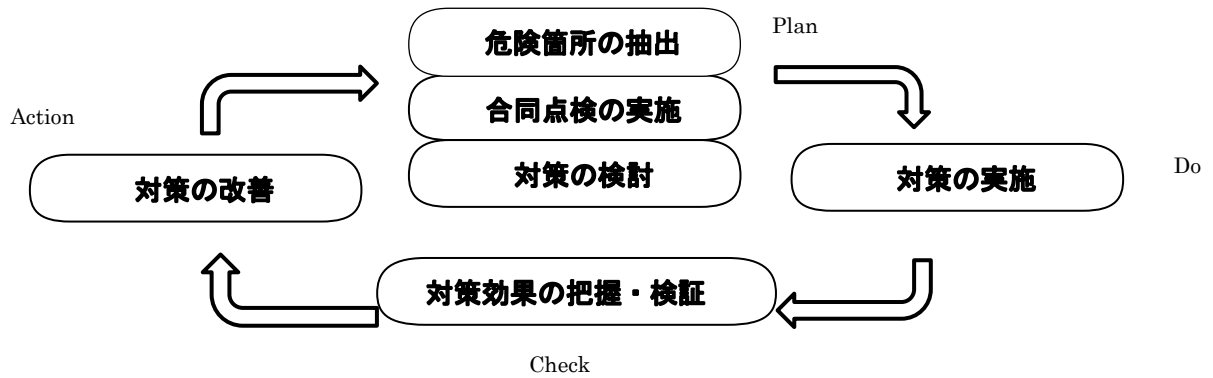 危険箇所の抽出
Plan
合同点検の実施
Action
対策の検討
対策の改善
対策の実施
Do
対策効果の把握・検証
Check